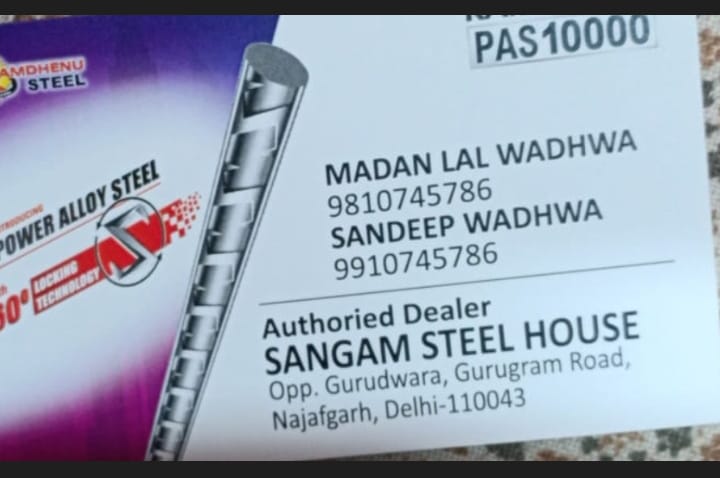 STEEL
POWER ALLOY STEEL
LOCKING
TECHNOLOGY
PAS10000
MADAN LAL WADHWA
9810745786
SANDEEP WADHWA
9910745786
Authoried Dealer
SANGAM STEEL HOUSE
Opp. Gurudwara, Gurugram Road,
Najafgarh, Delhi-110043